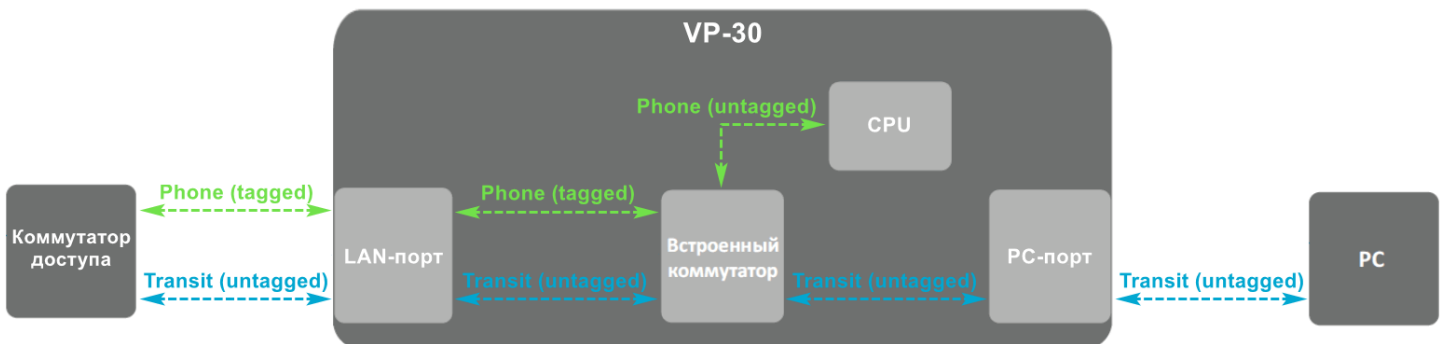 VP-30
Phone (untagged)
CPU
Phone (tagged)
Phone (tagged)
Коммутатор
доступа
LAN-порт
Встроенный
коммутатор
PC-порт
PC
Transit (untagged)
Transit (untagged)
Transit (untagged)
Transit (untagged)